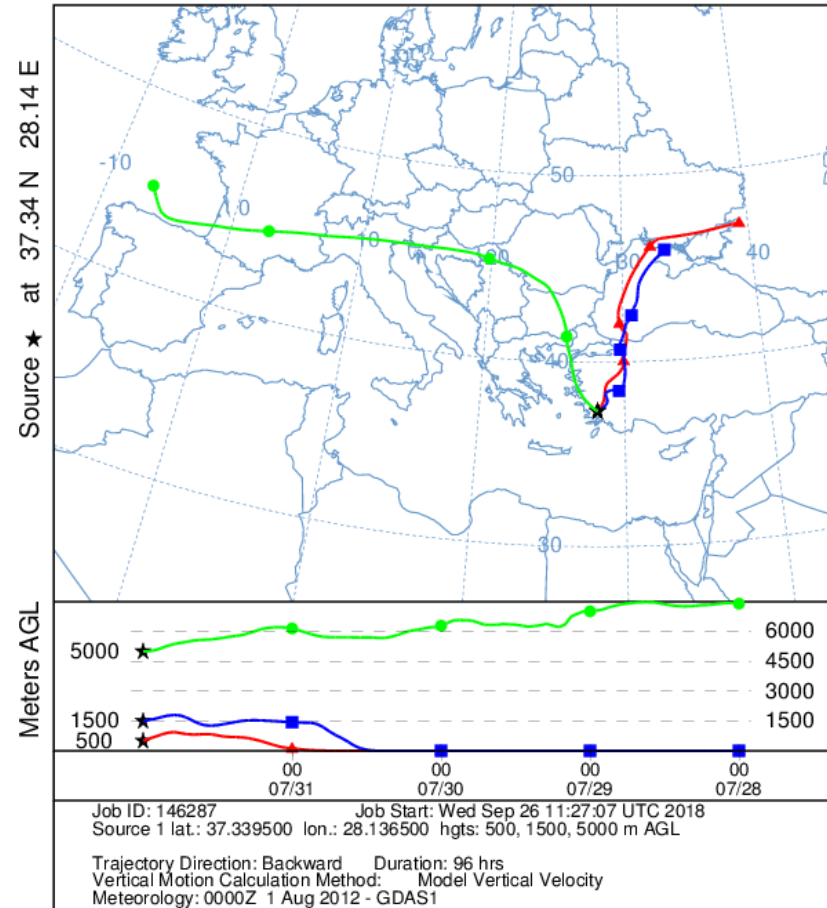 Source ★ at 37.34 N 28.14 E
-10
0
10
20
30
40
50
40
30
Meters AGL
5000
1500
500
6000
4500
3000
1500
00 00 00 00
07/31 07/30 07/29 07/28
Job ID: 146287 Job Start: Wed Sep 26 11:27:07 UTC 2018
Source 1 lat.: 37.339500 lon.: 28.136500 hgts: 500, 1500, 5000 m AGL
Trajectory Direction: Backward Duration: 96 hrs
Vertical Motion Calculation Method: Model Vertical Velocity
Meteorology: 0000Z 1 Aug 2012 - GDAS1